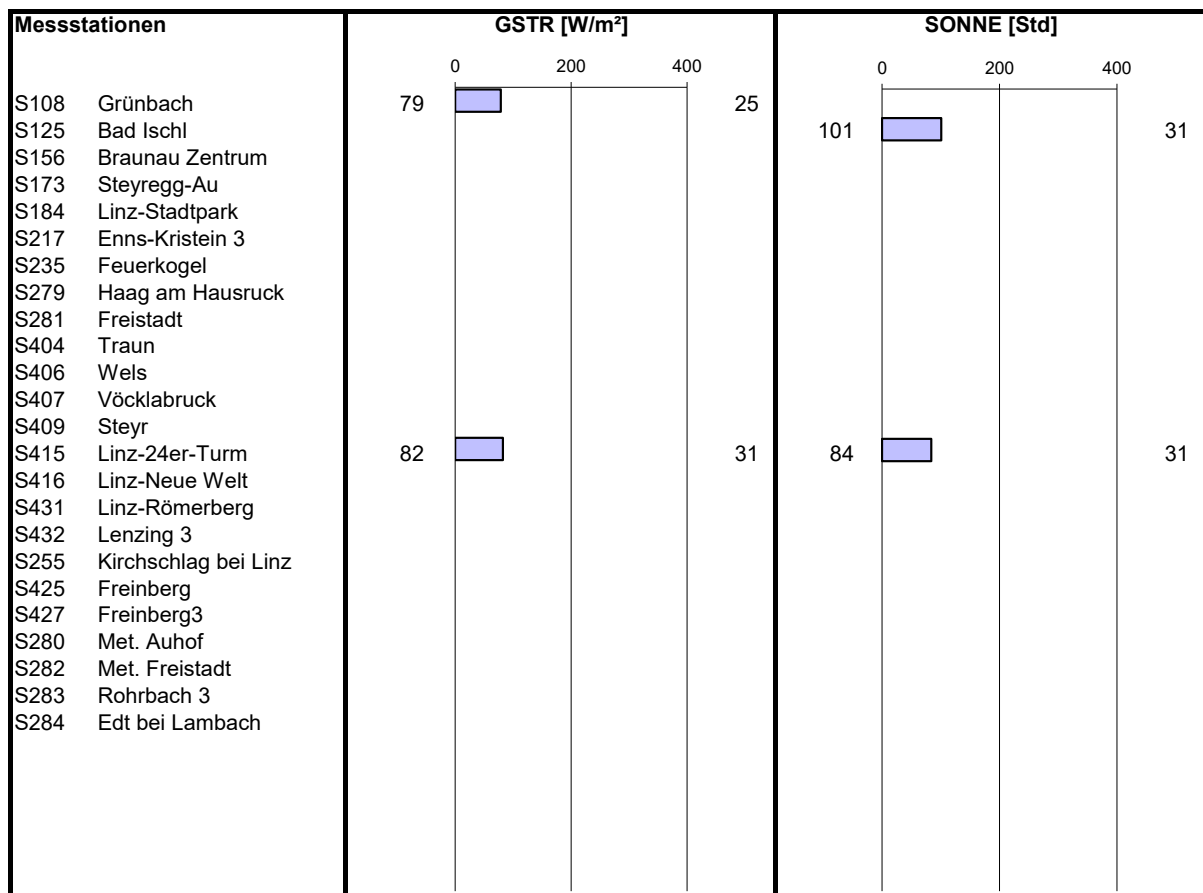 Messstationen GSTR [W/m²] SONNE [Std]
0 200 400 0 200 400
S108 Grünbach 79 25
S125 Bad Ischl 101 31
S156 Braunau Zentrum
S173 Steyregg-Au
S184 Linz-Stadtpark
S217 Enns-Kristein 3
S235 Feuerkogel
S279 Haag am Hausruck
S281 Freistadt
S404 Traun
S406 Wels
S407 Vöcklabruck
S409 Steyr
S415 Linz-24er-Turm 82 31 84 31
S416 Linz-Neue Welt
S431 Linz-Römerberg
S432 Lenzing 3
S255 Kirchschlag bei Linz
S425 Freinberg
S427 Freinberg3
S280 Met. Auhof
S282 Met. Freistadt
S283 Rohrbach 3
S284 Edt bei Lambach